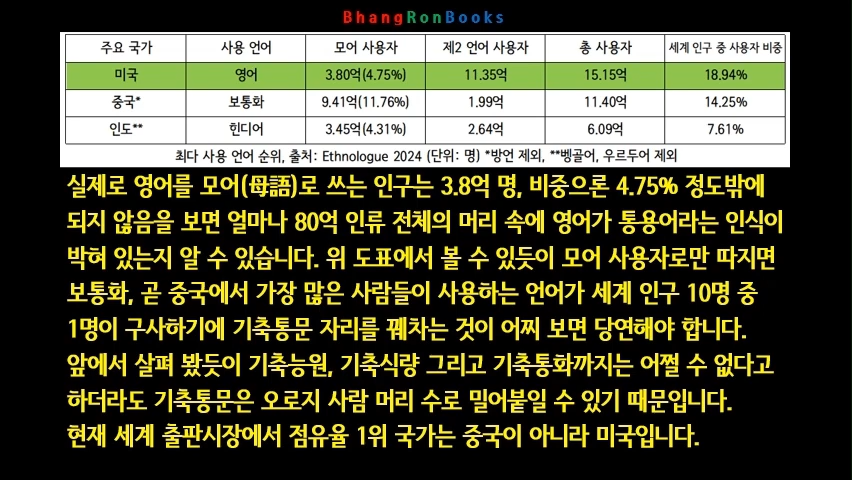 BhangRonBooks
주요 국가 사용 언어 모어 사용자 제2 언어 사용자 총 사용자 세계 인구 중 사용자 비중
미국 영어 3.80억(4.75%) 11.35억 15.15억 18.94%
중국* 보통화 9.41억(11.76%) 1.99억 11.40억 14.25%
인도** 힌디어 3.45억(4.31%) 2.64억 6.09억 7.61%
최다 사용 언어 순위, 출처: Ethnologue 2024 (단위: 명) *방언 제외, **벵골어, 우르두어 제외
실제로 영어를 모어(母語)로 쓰는 인구는 3.8억 명, 비중으론 4.75% 정도밖에
되지 않음을 보면 얼마나 80억 인류 전체의 머리 속에 영어가 통용어라는 인식이
박혀 있는지 알 수 있습니다. 위 도표에서 볼 수 있듯이 모어 사용자로만 따지면
보통화, 곧 중국에서 가장 많은 사람들이 사용하는 언어가 세계 인구 10명 중
1명이 구사하기에 기축통문 자리를 꿰차는 것이 어찌 보면 당연해야 합니다.
앞에서 살펴 봤듯이 기축능원, 기축식량 그리고 기축통화까지는 어쩔 수 없다고
하더라도 기축통문은 오로지 사람 머리 수로 밀어붙일 수 있기 때문입니다.
현재 세계 출판시장에서 점유율 1위 국가는 중국이 아니라 미국입니다.